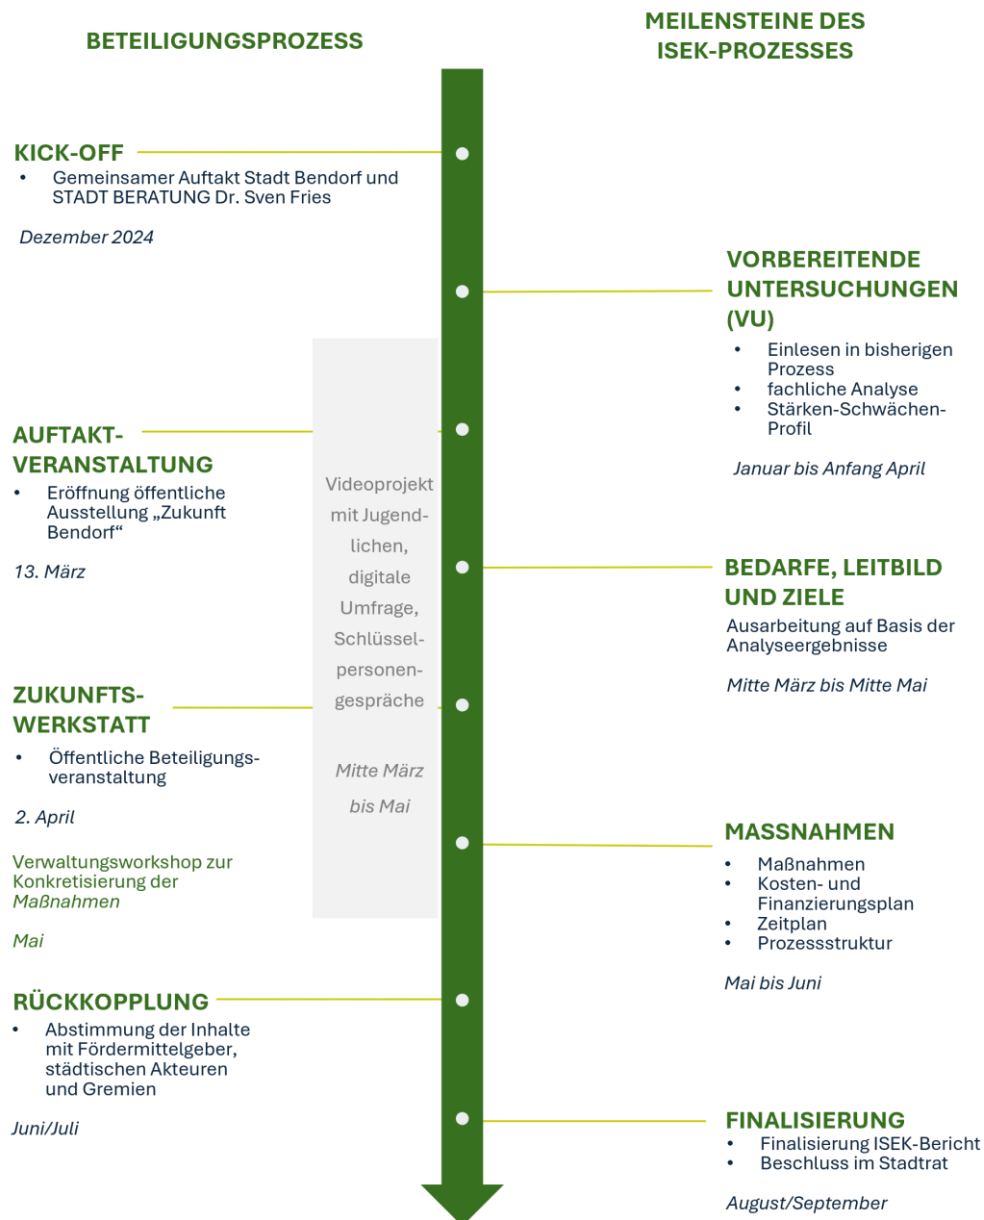 BETEILIGUNGSPROZESS
MEILENSTEINE DES
ISEK-PROZESSES
KICK-OFF
• Gemeinsamer Auftakt Stadt Bendorf und
STADT BERATUNG Dr. Sven Fries
Dezember 2024
VORBEREITENDE
UNTERSUCHUNGEN
(VU)
• Einlesen in bisherigen
Prozess
• fachliche Analyse
• Stärken-Schwächen-
Profil
Januar bis Anfang April
AUFTAKT-
VERANSTALTUNG
• Eröffnung öffentliche
Ausstellung „Zukunft
Bendorf“
13. März
Videoprojekt
mit Jugend-
lichen,
digitale
Umfrage,
Schlüssel-
personen-
gespräche
Mitte März
bis Mai
BEDARFE, LEITBILD
UND ZIELE
Ausarbeitung auf Basis der
Analyseergebnisse
Mitte März bis Mitte Mai
ZUKUNFTS-
WERKSTATT
• Öffentliche Beteiligungs-
veranstaltung
2. April
Verwaltungsworkshop zur
Konkretisierung der
Maßnahmen
Mai
MASSNAHMEN
• Maßnahmen
• Kosten- und
Finanzierungsplan
• Zeitplan
• Prozessstruktur
Mai bis Juni
RÜCKKOPPLUNG
• Abstimmung der Inhalte
mit Fördermittelgeber,
städtischen Akteuren
und Gremien
Juni/Juli
FINALISIERUNG
• Finalisierung ISEK-Bericht
• Beschluss im Stadtrat
August/September